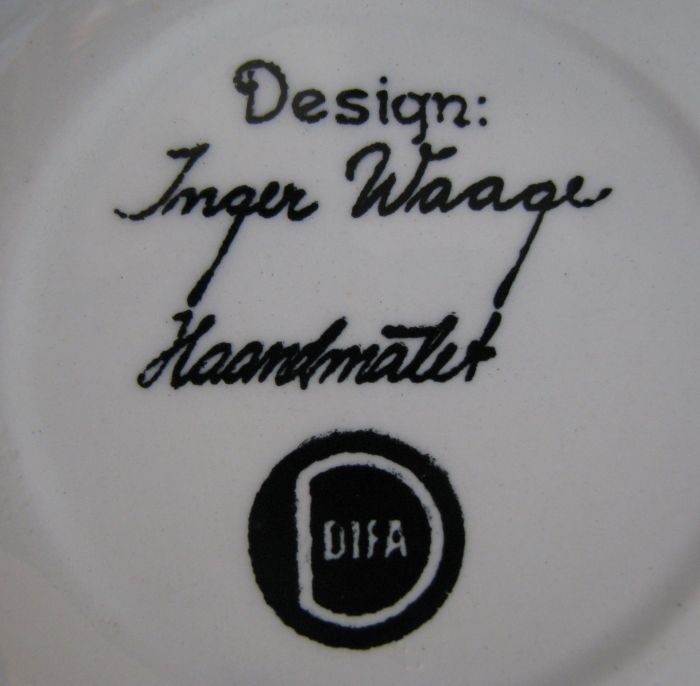 Design:
Inger Waage
Haandmalet
DIFA